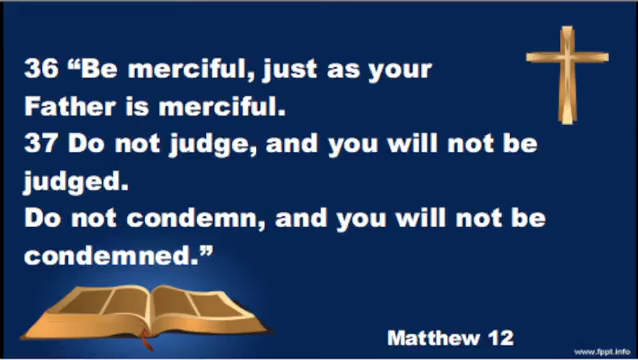 36 “Be merciful, just as your
Father is merciful.
37 Do not judge, and you will not be
judged.
Do not condemn, and you will not be
condemned.”
Matthew 12
www.fppt.info